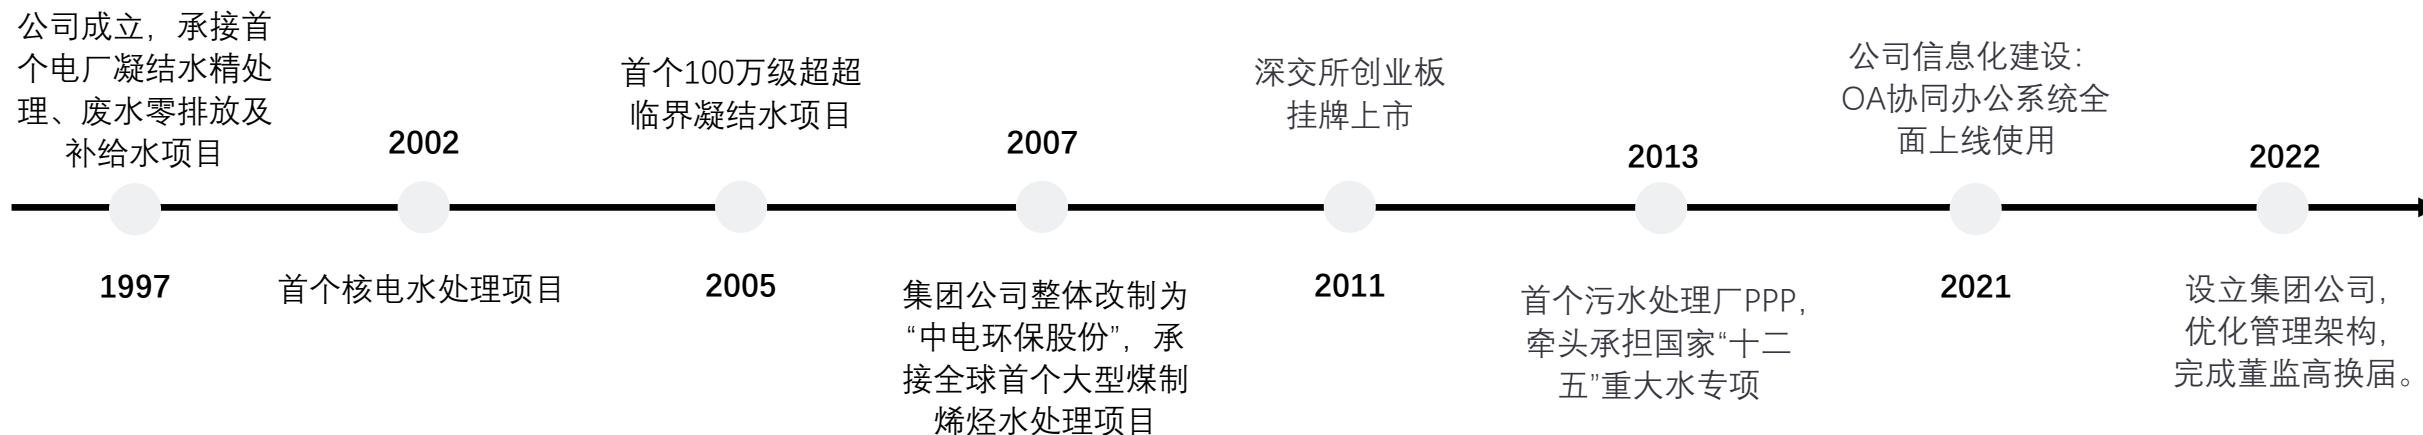 公司成立，承接首
个电厂凝结水精处
理、废水零排放及
补给水项目
1997
2002
首个核电水处理项目
首个100万级超超
临界凝结水项目
2005
2007
集团公司整体改制为
“中电环保股份”，承
接全球首个大型煤制
烯烃水处理项目
深交所创业板
挂牌上市
2011
2013
首个污水处理厂PPP，
牵头承担国家“十二
五”重大水专项
公司信息化建设：
OA协同办公系统全
面上线使用
2021
2022
设立集团公司，
优化管理架构，
完成董监高换届。